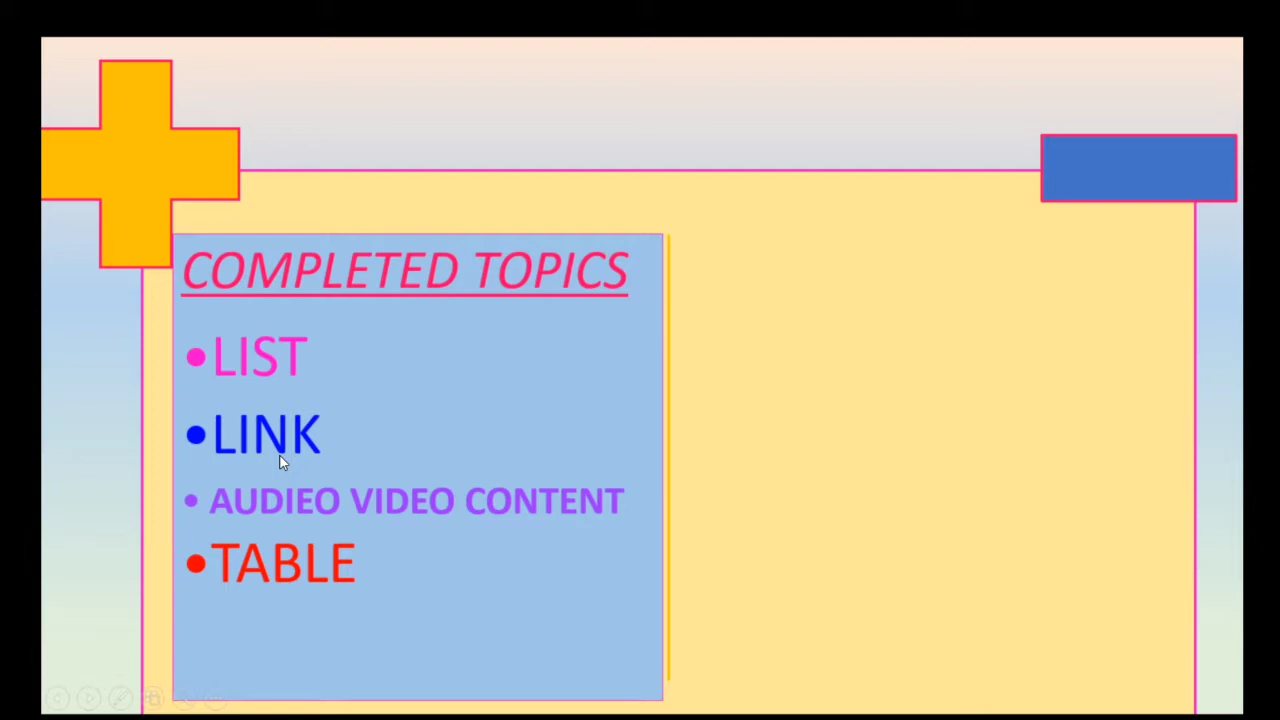 COMPLETED TOPICS
•LIST
•LINK
• AUDIEO VIDEO CONTENT
•TABLE